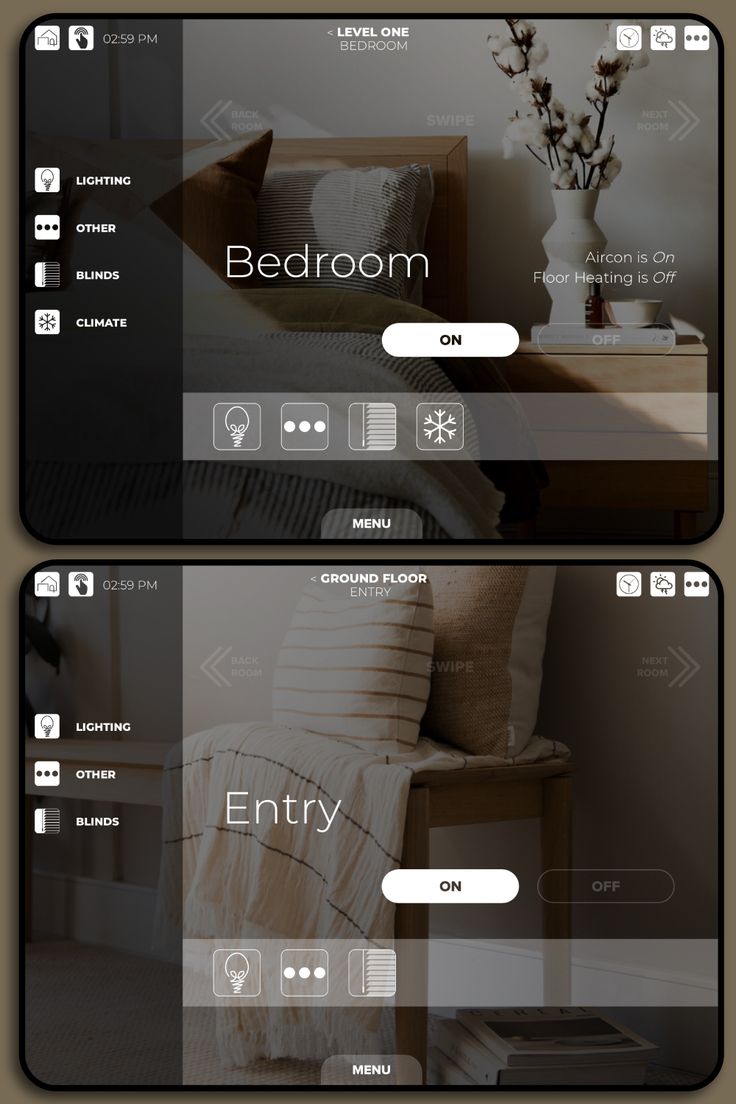 02:59 PM
< LEVEL ONE
BEDROOM
BACK
ROOM
SWIPE
NEXT
ROOM
LIGHTING
OTHER
BLINDS
CLIMATE
Bedroom
Aircon is On
Floor Heating is Off
ON
OFF
MENU
02:59 PM
< GROUND FLOOR
ENTRY
BACK
ROOM
SWIPE
NEXT
ROOM
LIGHTING
OTHER
BLINDS
Entry
ON
OFF
CEREAL
MENU